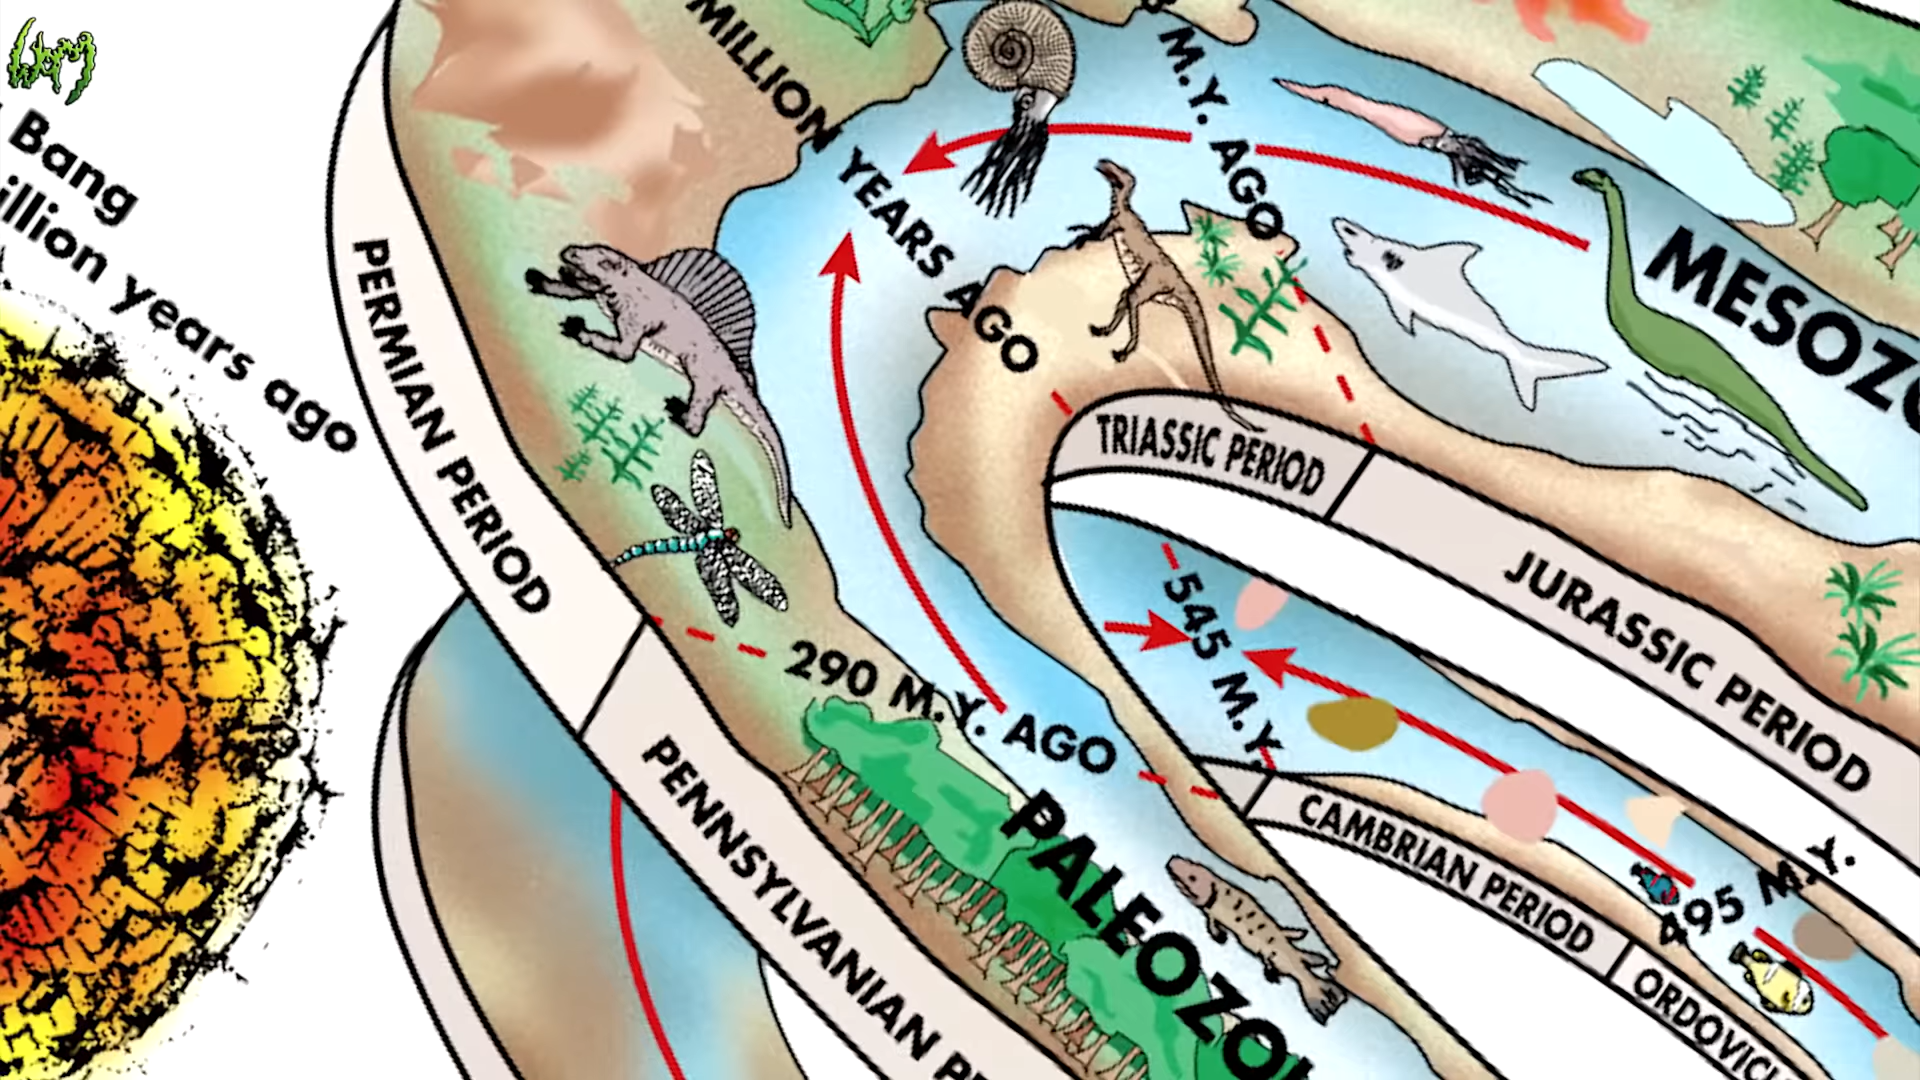 Bang
illion years ago
MILLION YEARS AGO
M.Y. AGO
MESOZO
PERMIAN PERIOD
TRIASSIC PERIOD
JURASSIC PERIOD
545 M.Y.
290 M.Y. AGO
PENNSYLVANIAN PE
PALEOZOI
CAMBRIAN PERIOD
495 M.Y.
ORDOVICI